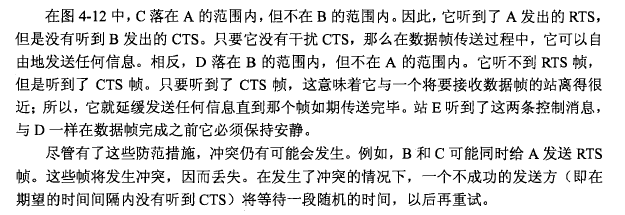 在图 4-12 中，C 落在 A 的范围内，但不在 B 的范围内。因此，它听到了 A 发出的 RTS，
但是没有听到 B 发出的 CTS。只要它没有干扰 CTS，那么在数据帧传送过程中，它可以自
由地发送任何信息。相反，D 落在 B 的范围内，但不在 A 的范围内。它听不到 RTS 帧，
但是听到了 CTS 帧。只要听到了 CTS 帧，这意味着它与一个将要接收数据帧的站离得很
近；所以，它就延缓发送任何信息直到那个帧如期传送完毕。站 E 听到了这两条控制消息，
与 D 一样在数据帧完成之前它必须保持安静。
尽管有了这些防范措施，冲突仍有可能会发生。例如，B 和 C 可能同时给 A 发送 RTS
帧。这些帧将发生冲突，因而丢失。在发生了冲突的情况下，一个不成功的发送方（即在
期望的时间间隔内没有听到 CTS）将等待一段随机的时间，以后再重试。